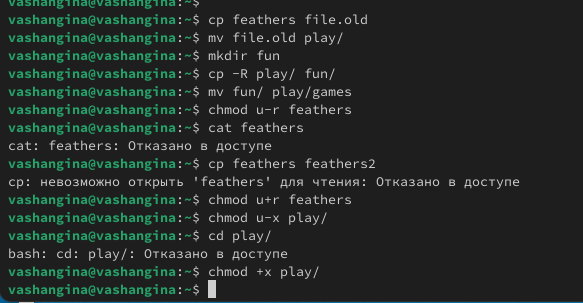 vashangina@vashangina:~$
vashangina@vashangina:~$ cp feathers file.old
vashangina@vashangina:~$ mv file.old play/
vashangina@vashangina:~$ mkdir fun
vashangina@vashangina:~$ cp -R play/ fun/
vashangina@vashangina:~$ mv fun/ play/games
vashangina@vashangina:~$ chmod u-r feathers
vashangina@vashangina:~$ cat feathers
cat: feathers: Отказано в доступе
vashangina@vashangina:~$ cp feathers feathers2
cp: невозможно открыть 'feathers' для чтения: Отказано в доступе
vashangina@vashangina:~$ chmod u+r feathers
vashangina@vashangina:~$ chmod u-x play/
vashangina@vashangina:~$ cd play/
bash: cd: play/: Отказано в доступе
vashangina@vashangina:~$ chmod +x play/
vashangina@vashangina:~$